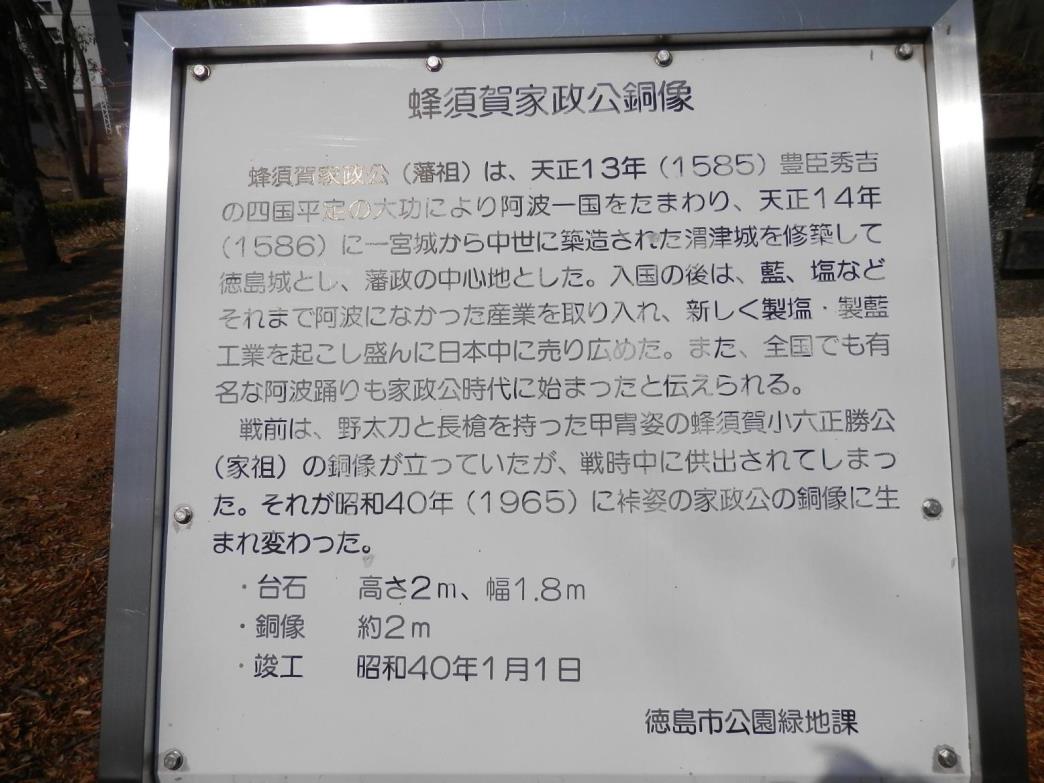 蜂須賀家政公銅像
蜂須賀家政公（藩祖）は、天正13年（1585）豊臣秀吉
の四国平定の大功により阿波一国をたまわり、天正14年
（1586）に一宮城から中世に築造された渭津城を修築して
徳島城とし、藩政の中心地とした。入国の後は、藍、塩など
それまで阿波になかった産業を取り入れ、新しく製塩・製藍
工業を起こし盛んに日本中に売り広めた。また、全国でも有
名な阿波踊りも家政公時代に始まったと伝えられる。
戦前は、野太刀と長槍を持った甲冑姿の蜂須賀小六正勝公
（家祖）の銅像が立っていたが、戦時中に供出されてしまっ
た。それが昭和40年（1965）に裃姿の家政公の銅像に生
まれ変わった。
・台石　高さ2m、幅1.8m
・銅像　約2m
・竣工　昭和40年1月1日
徳島市公園緑地課